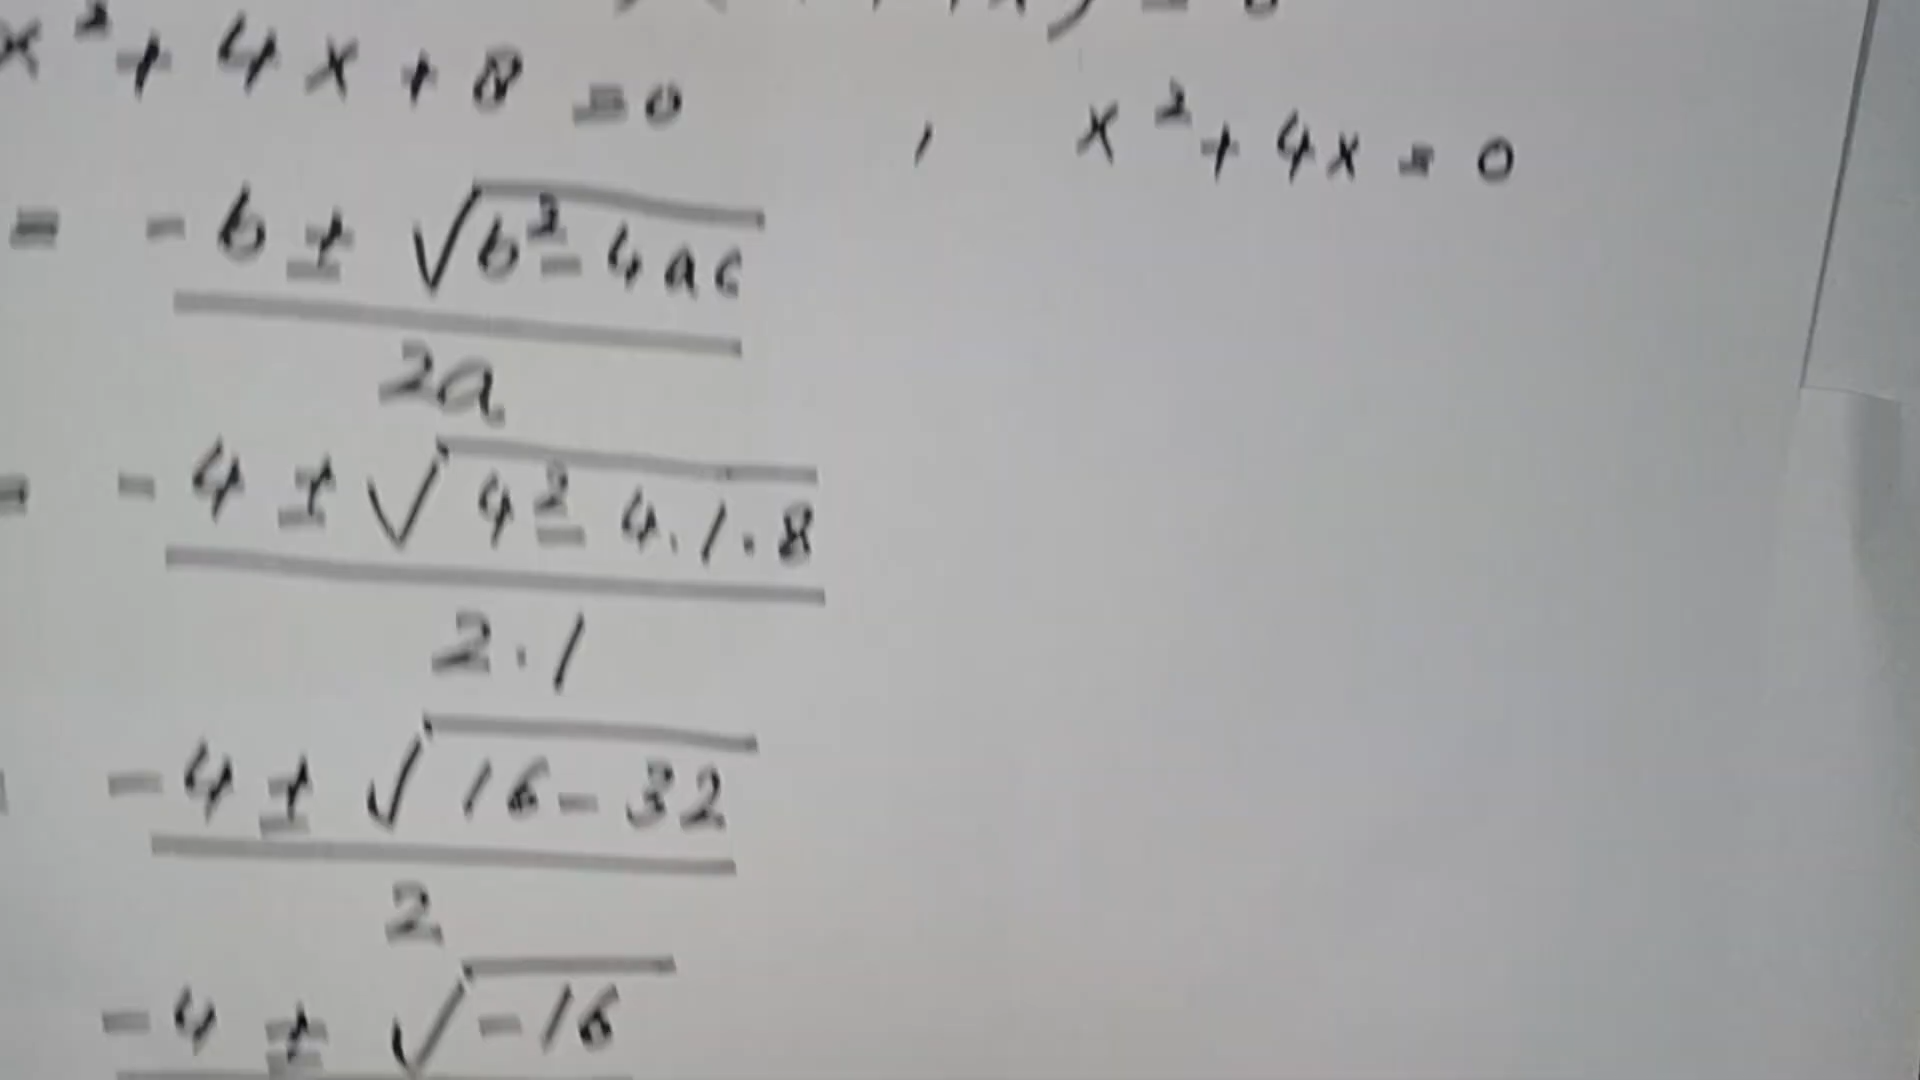 x² + 4x + 8 = 0 , x² + 4x = 0
= -b ± √(b² - 4ac)
2a
= -4 ± √(4² - 4.1.8)
2.1
-4 ± √(16 - 32)
2
-4 ± √(-16)